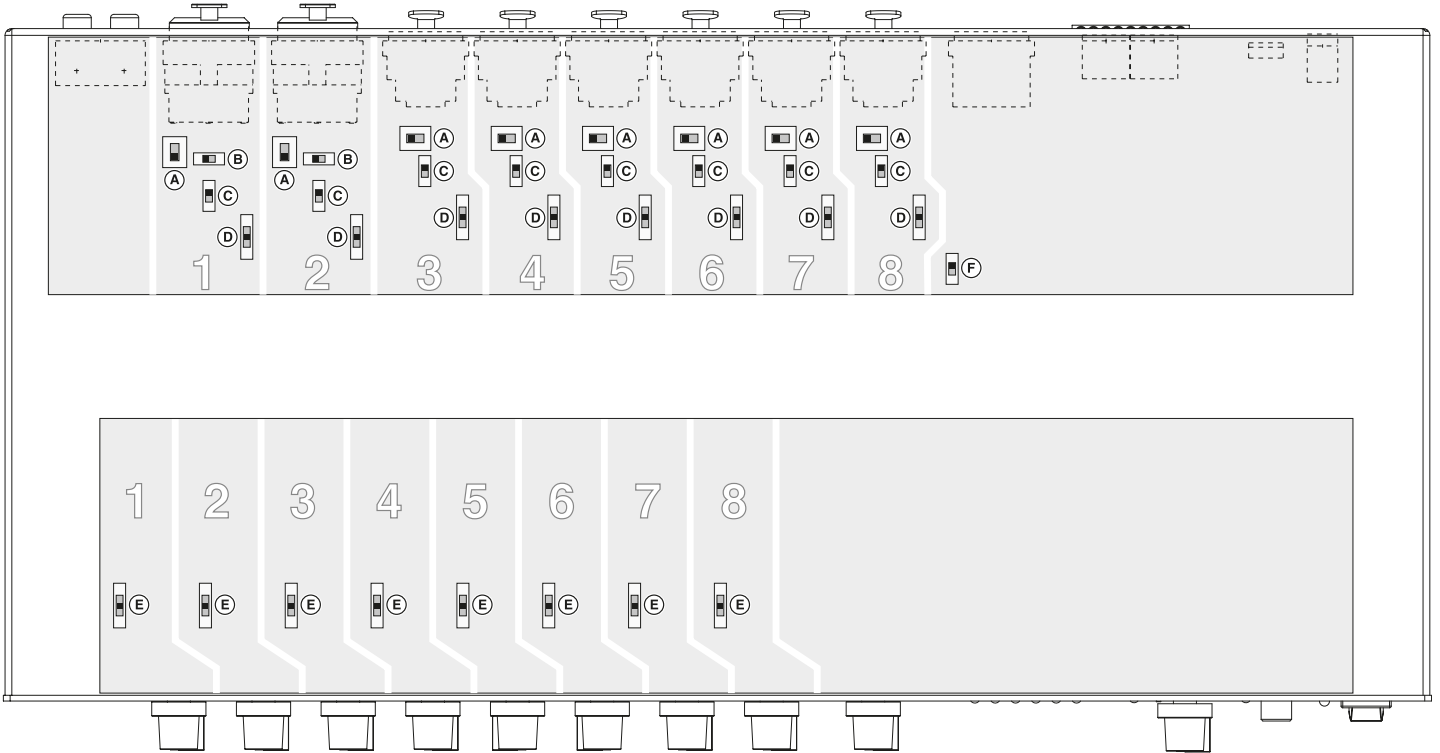 A B A B A A A A A A
C C C C C C C C
D D D D D D D D
1 2 3 4 5 6 7 8 F
1 2 3 4 5 6 7 8
E E E E E E E E